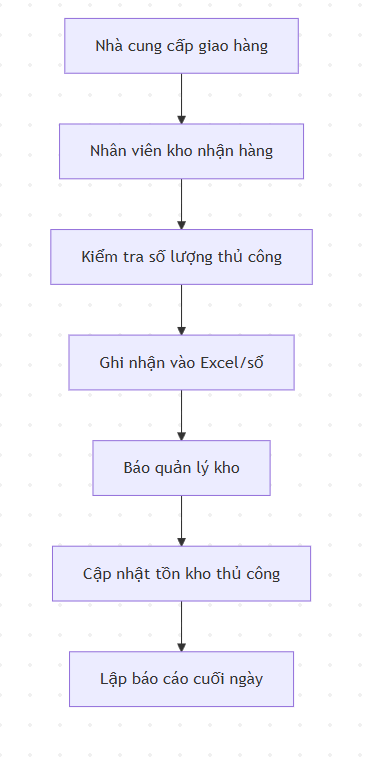 Nhà cung cấp giao hàng
Nhân viên kho nhận hàng
Kiểm tra số lượng thủ công
Ghi nhận vào Excel/sổ
Báo quản lý kho
Cập nhật tồn kho thủ công
Lập báo cáo cuối ngày